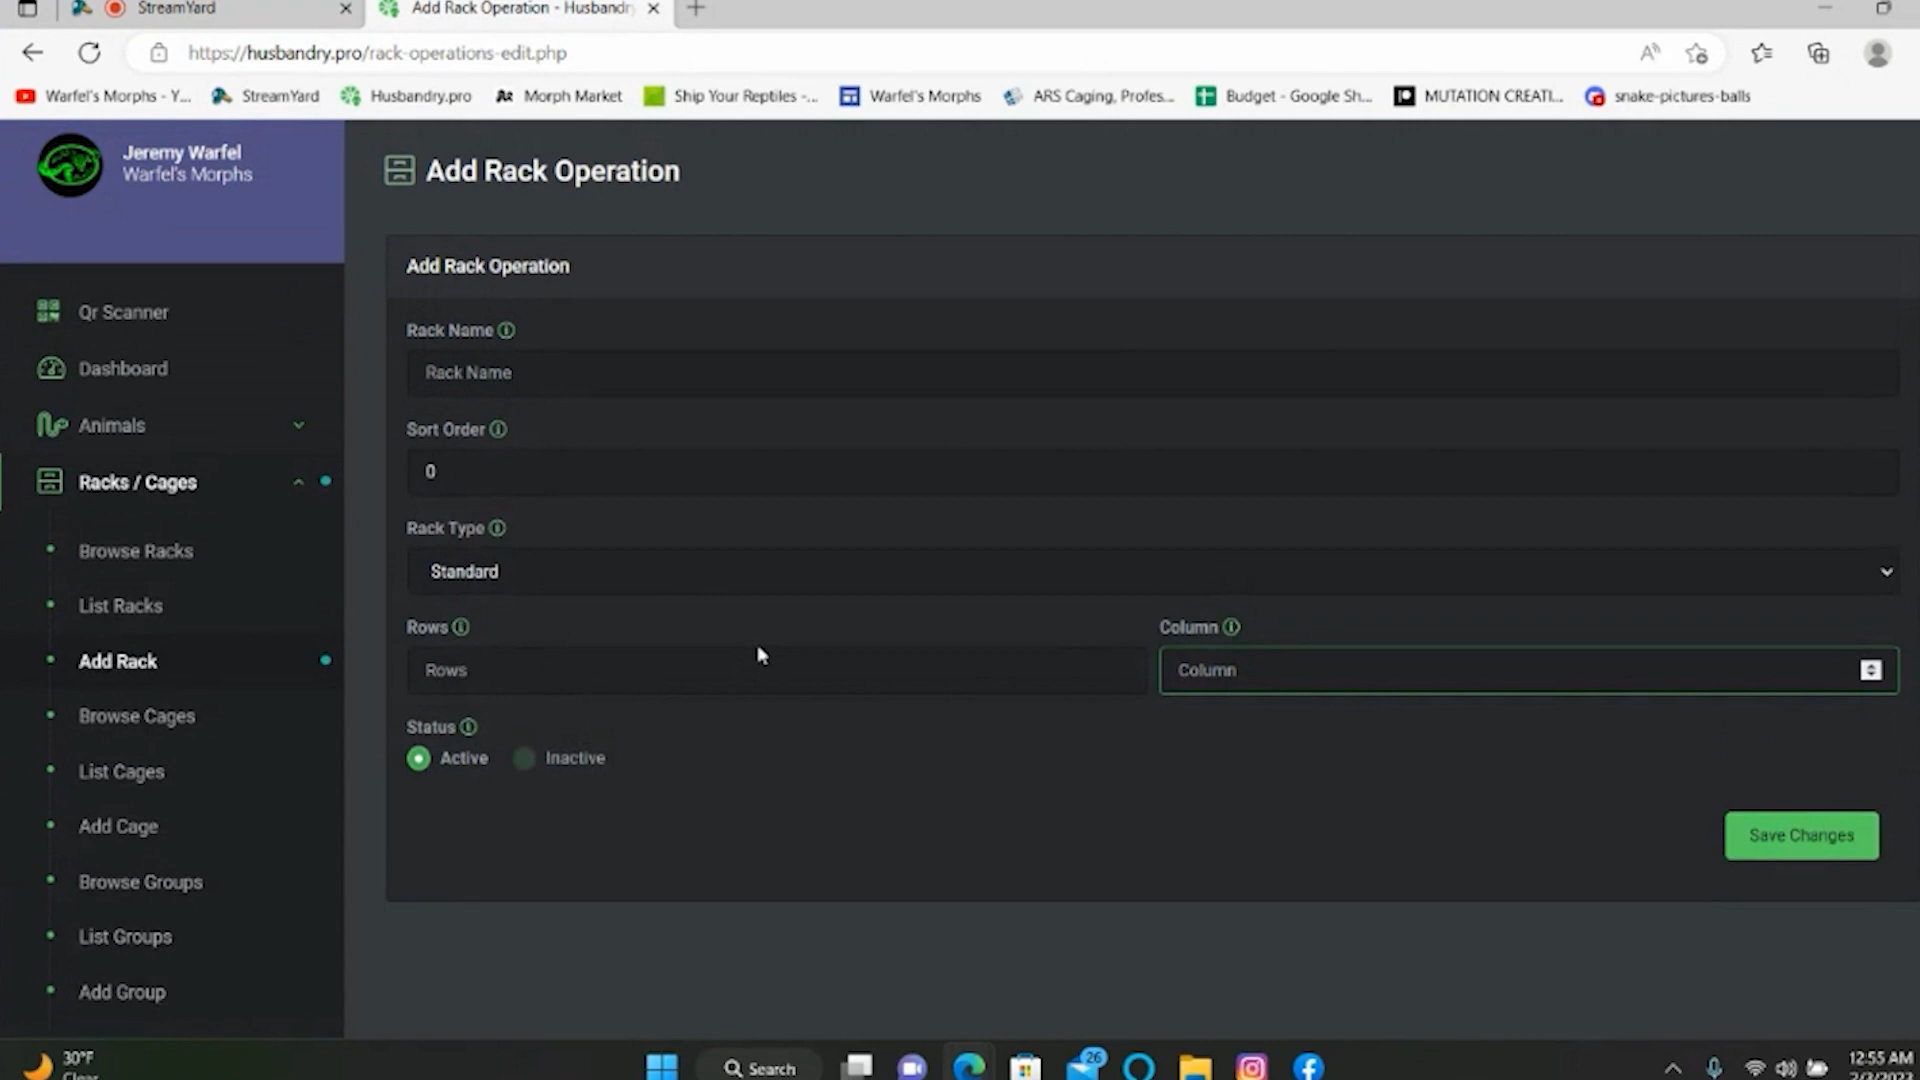 StreamYard
Add Rack Operation - Husbandr
https://husbandry.pro/rack-operations-edit.php
Warfel's Morphs - Y... StreamYard Husbandry.pro Morph Market Ship Your Reptiles -... Warfel's Morphs ARS Caging, Profes... Budget - Google Sh... MUTATION CREATI... snake-pictures-balls
Jeremy Warfel
Warfel's Morphs
Qr Scanner
Dashboard
Animals
Racks / Cages
Browse Racks
List Racks
Add Rack
Browse Cages
List Cages
Add Cage
Browse Groups
List Groups
Add Group
Add Rack Operation
Add Rack Operation
Rack Name
Rack Name
Sort Order
0
Rack Type
Standard
Rows
Rows
Column
Column
Status
Active Inactive
Save Changes
30°F
Clear
Search
26
12:55 AM
2/3/2023